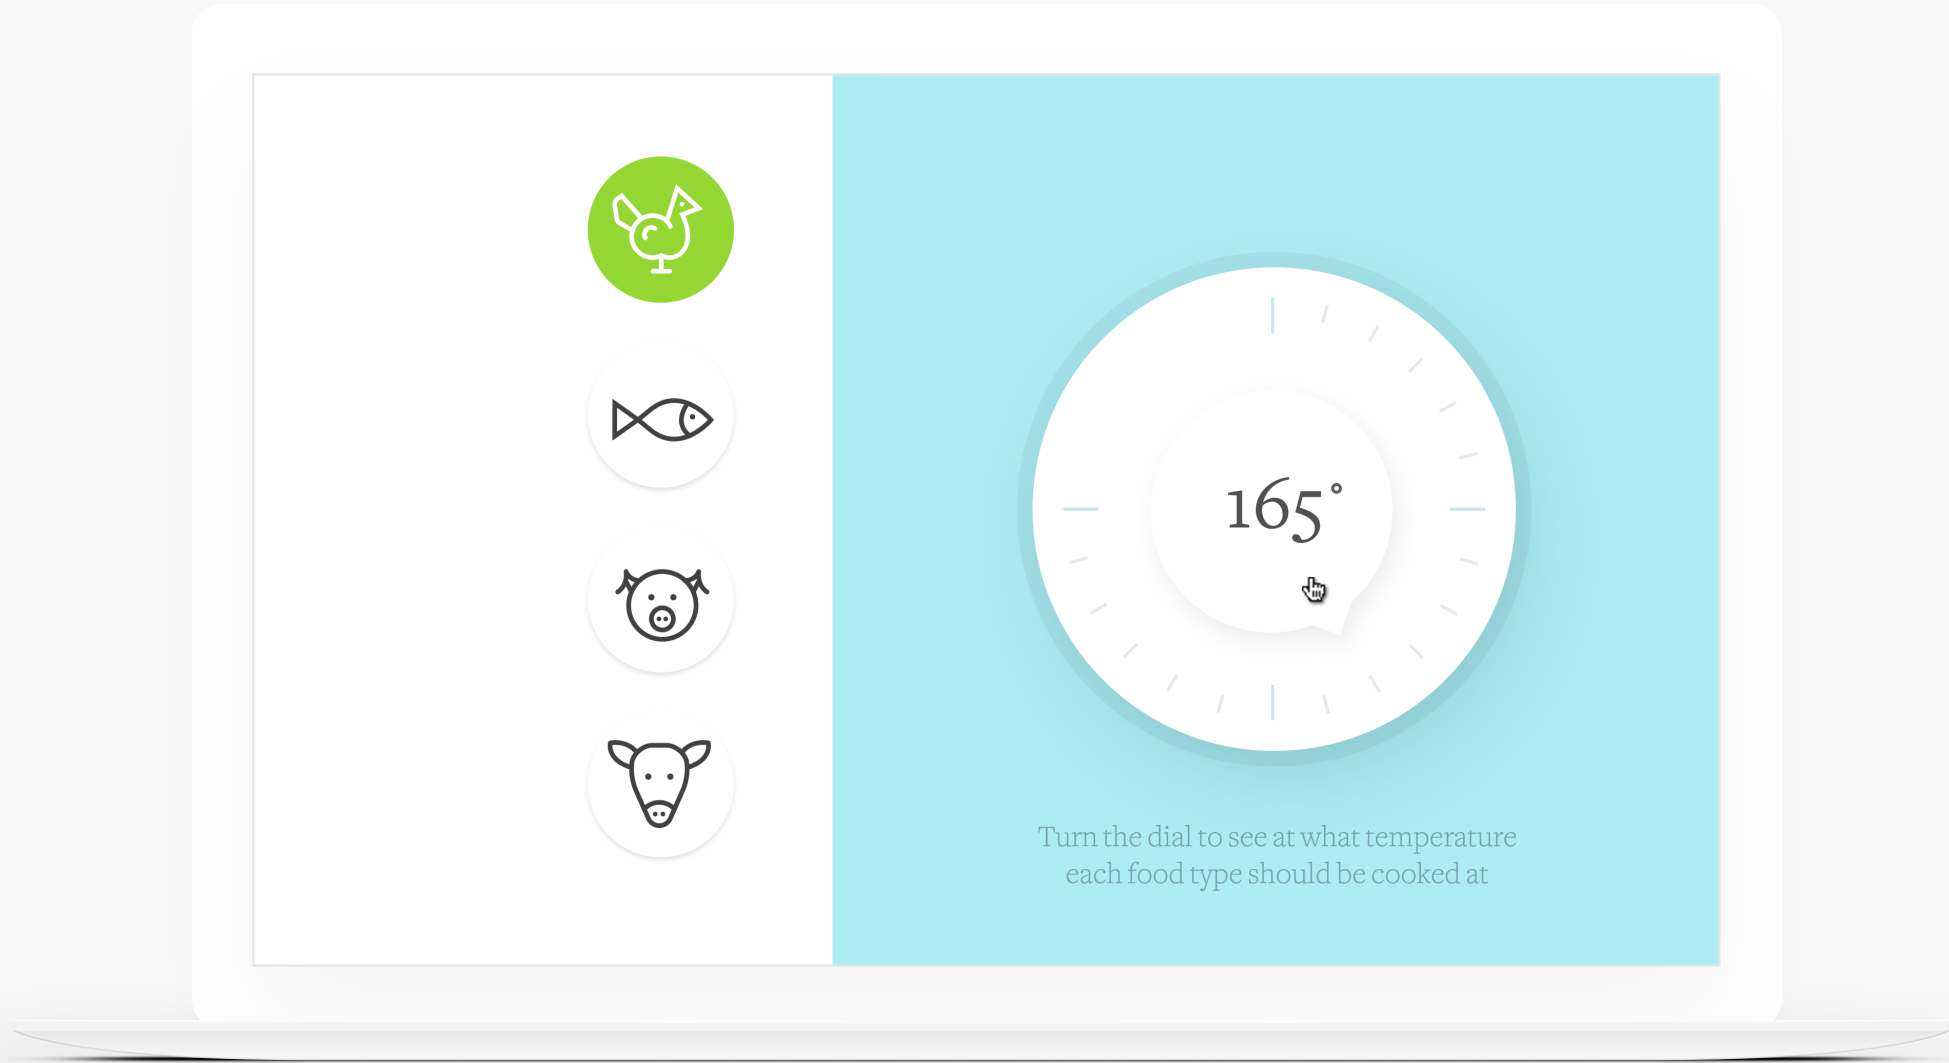 165°
Turn the dial to see at what temperature
each food type should be cooked at